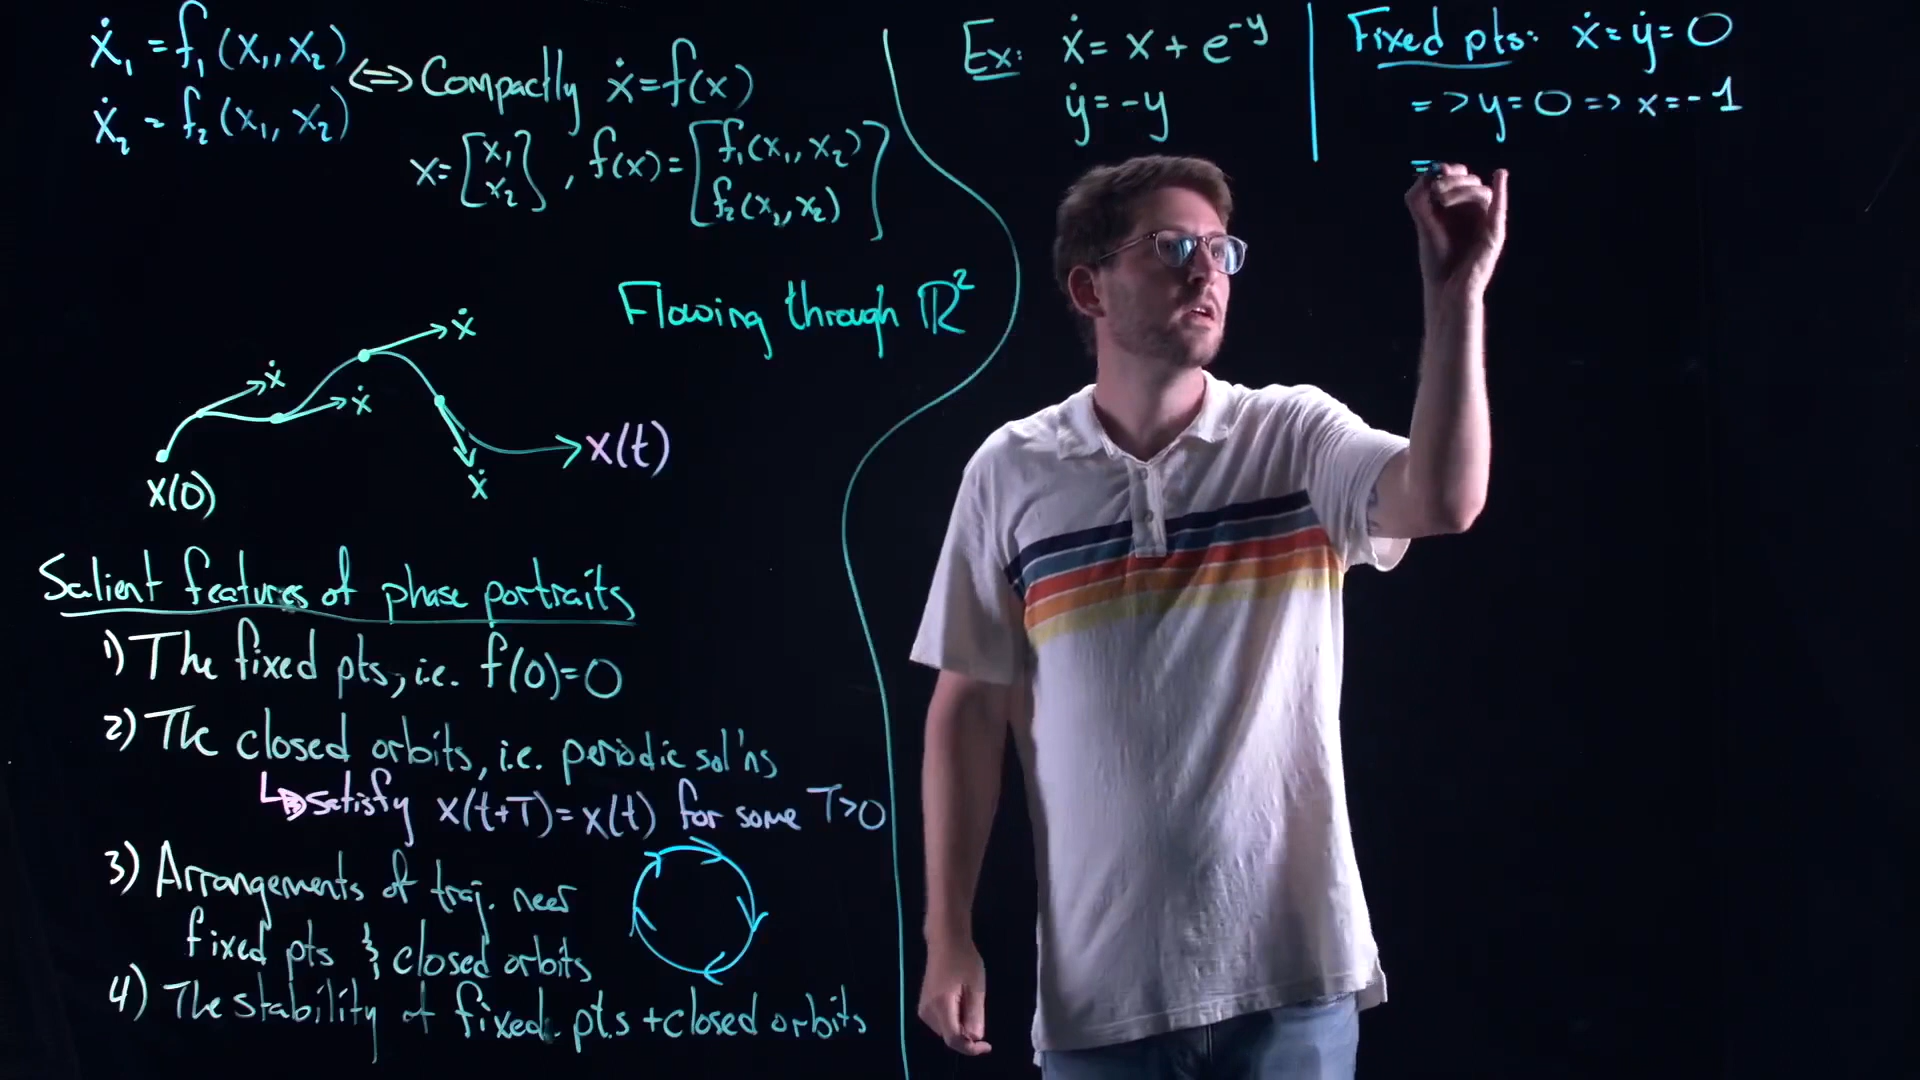 ẋ₁ = f₁(x₁, x₂)
ẋ₂ = f₂(x₁, x₂)
<=> Compactly ẋ = f(x)
x = [x₁ x₂], f(x) = [f₁(x₁, x₂) f₂(x₁, x₂)]
Flowing through ℝ²
ẋ
ẋ
ẋ
ẋ
x(t)
x(0)
Salient features of phase portraits
1) The fixed pts, i.e. f(0)=0
2) The closed orbits, i.e. periodic sol'ns
↳ satisfy x(t+T) = x(t) for some T>0
3) Arrangements of traj. near
fixed pts & closed orbits
4) The stability of fixed pts + closed orbits
Ex: ẋ = x + e^{-y}
ẏ = -y
Fixed pts: ẋ = ẏ = 0
=> y = 0 => x = -1
=